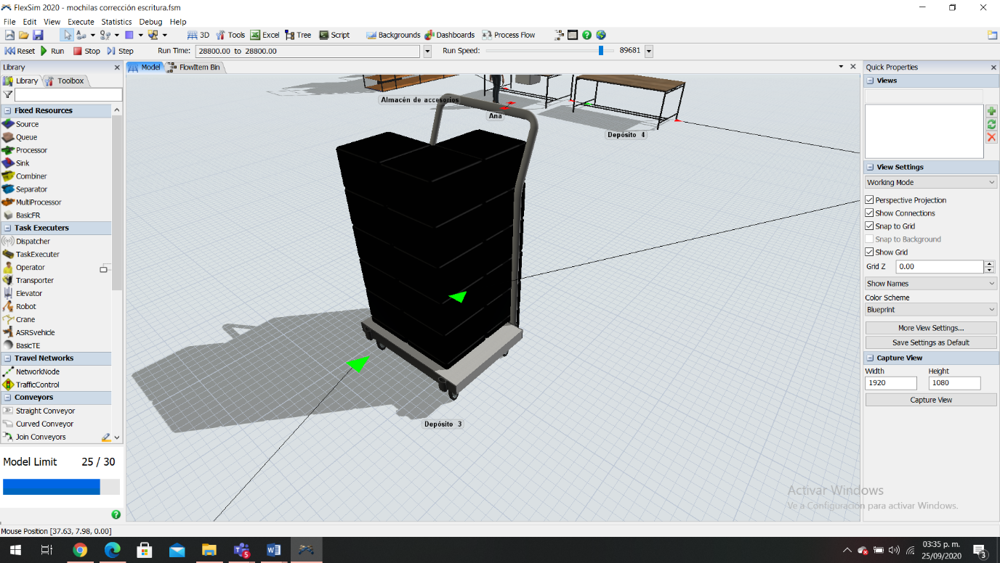 FlexSim 2020 - mochilas corrección escritura.fsm
File Edit View Execute Statistics Debug Help
3D Tools Excel Tree Script Backgrounds Dashboards Process Flow
Reset Run Stop Step Run Time: 28800.00 to 28800.00 Run Speed: 89681
Library
Library Toolbox
Fixed Resources
Source
Queue
Processor
Sink
Combiner
Separator
MultiProcessor
BasicFR
Task Executers
Dispatcher
TaskExecuter
Operator
Transporter
Elevator
Robot
Crane
ASRSvehicle
BasicTE
Travel Networks
NetworkNode
TrafficControl
Conveyors
Straight Conveyor
Curved Conveyor
Join Conveyors
Model Limit 25 / 30
Model FlowItem Bin
Almacén de accesorios
Ana
Depósito 4
Depósito 3
Activar Windows
Ve a Configuración para activar Windows.
Quick Properties
Views
View Settings
Working Mode
Perspective Projection
Show Connections
Snap to Grid
Snap to Background
Show Grid
Grid Z 0.00
Show Names
Color Scheme
Blueprint
More View Settings...
Save Settings as Default
Capture View
Width Height
1920 1080
Capture View
Mouse Position [37.63, 7.98, 0.00]
5
W
03:35 p. m.
25/09/2020
3